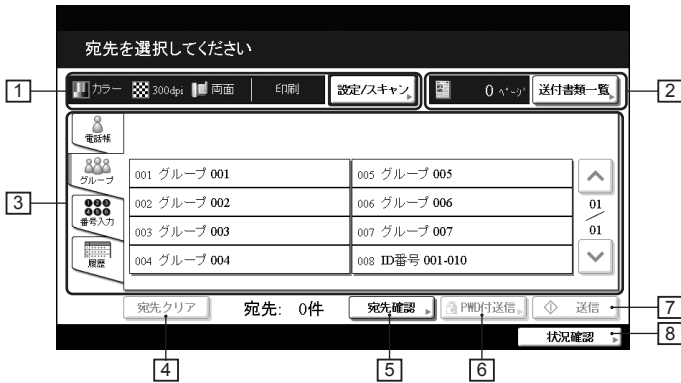 宛先を選択してください
1 カラー 300dpi 両面 印刷 設定/スキャン 0 ページ 送付書類一覧 2
電話帳
グループ
番号入力
履歴
3
001 グループ 001 005 グループ 005
002 グループ 002 006 グループ 006
003 グループ 003 007 グループ 007
004 グループ 004 008 ID番号 001-010
01
01
宛先クリア 宛先: 0件 宛先確認 PWD付送信 送信 7
状況確認 8
4 5 6